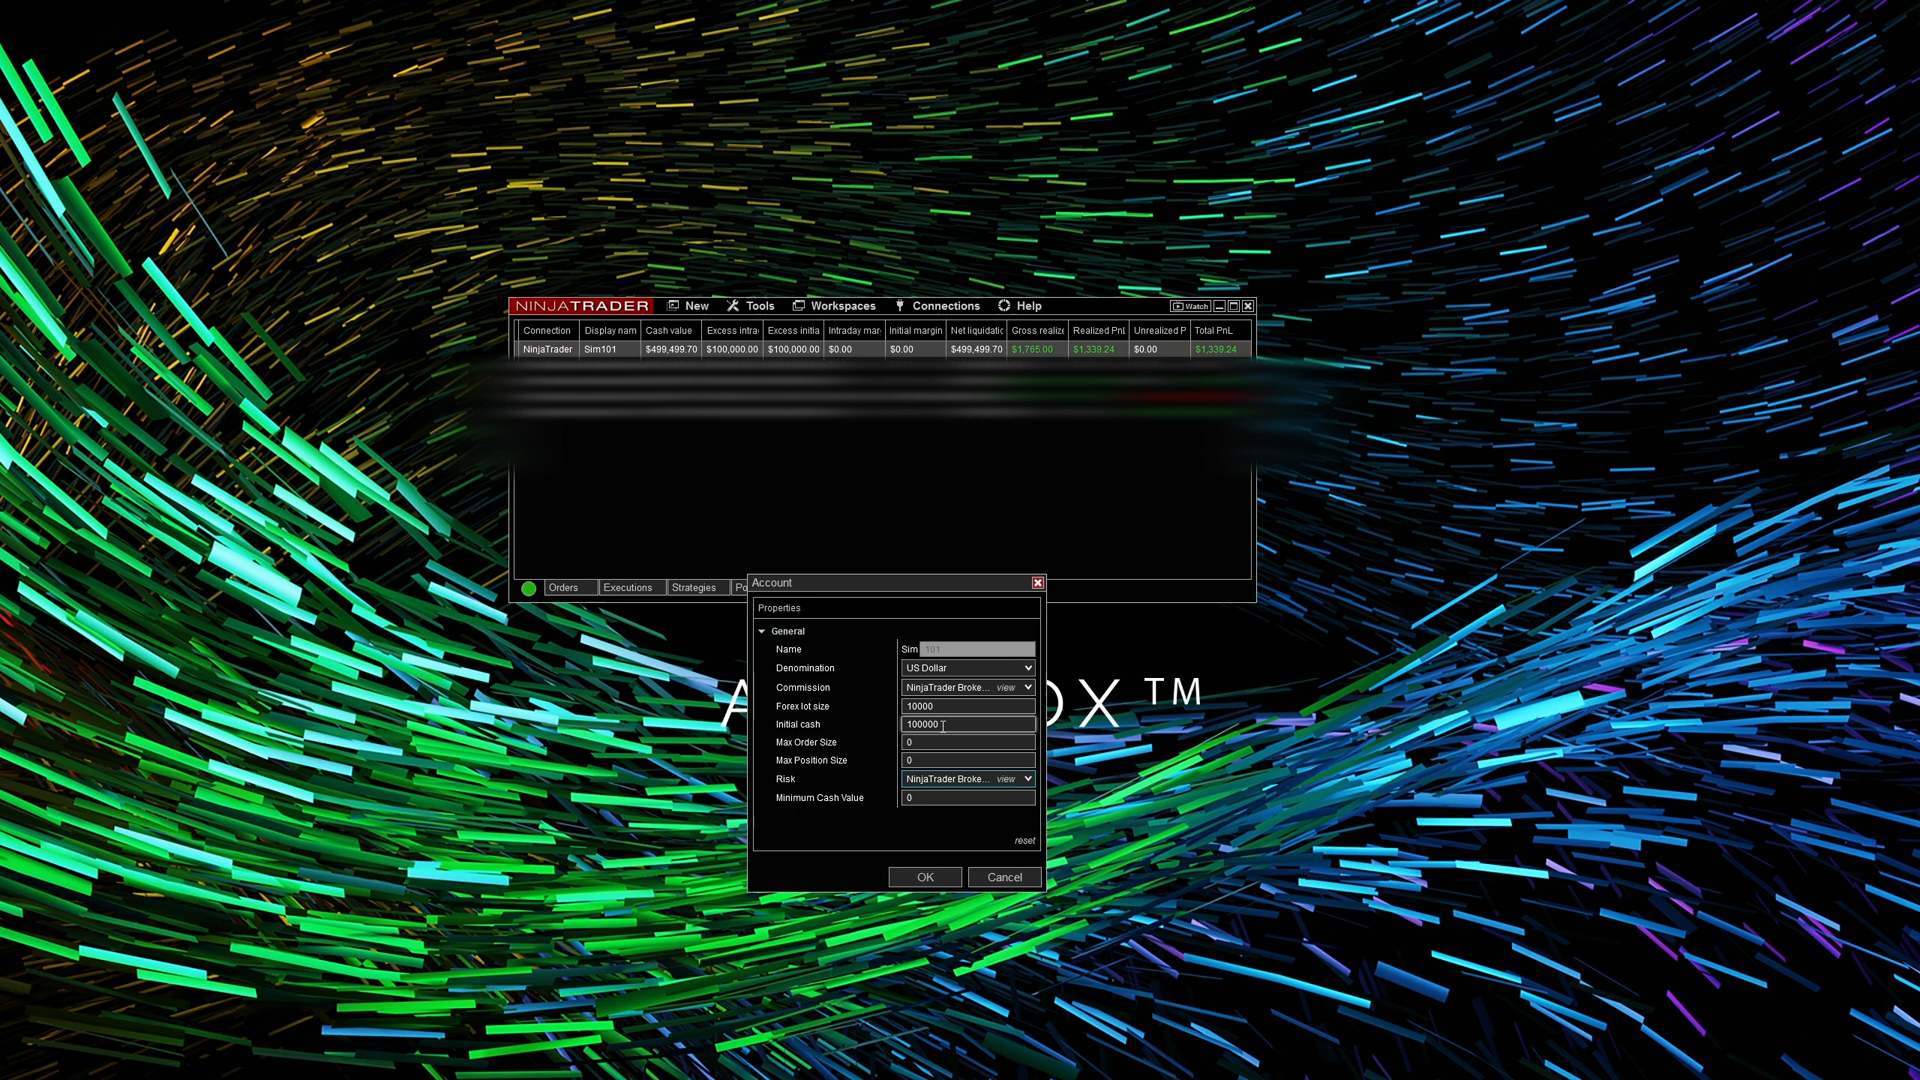 NINJATRADER New Tools Workspaces Connections Help Watch
Connection Display nam Cash value Excess intra Excess initia Intraday mar Initial margin Net liquidatic Gross realize Realized PnL Unrealized P Total PnL
NinjaTrader Sim101 $499,499.70 $100,000.00 $100,000.00 $0.00 $0.00 $499,499.70 $1,765.00 $1,339.24 $0.00 $1,339.24
Orders Executions Strategies Po
Account
Properties
General
Name Sim 101
Denomination US Dollar
Commission NinjaTrader Broke... view
Forex lot size 10000
Initial cash 100000
Max Order Size 0
Max Position Size 0
Risk NinjaTrader Broke... view
Minimum Cash Value 0
reset
OK Cancel
A OX™